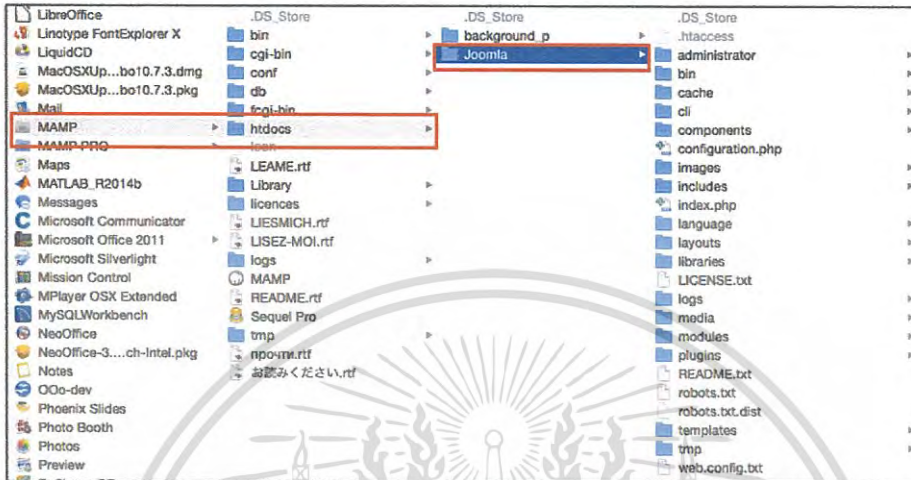 LibreOffice
Linotype FontExplorer X
LiquidCD
MacOSXUp...bo10.7.3.dmg
MacOSXUp...bo10.7.3.pkg
Mail
MAMP
MAMP PRO
Maps
MATLAB_R2014b
Messages
Microsoft Communicator
Microsoft Office 2011
Microsoft Silverlight
Mission Control
MPlayer OSX Extended
MySQLWorkbench
NeoOffice
NeoOffice-3....ch-Intel.pkg
Notes
OOo-dev
Phoenix Slides
Photo Booth
Photos
Preview
.DS_Store
bin
cgi-bin
conf
db
fcgi-bin
htdocs
LEAME.rtf
Library
licences
LIESMICH.rtf
LISEZ-MOI.rtf
logs
MAMP
README.rtf
Sequel Pro
tmp
прочти.rtf
お読みください.rtf
.DS_Store
background_p
Joomla
.DS_Store
.htaccess
administrator
bin
cache
cli
components
configuration.php
images
includes
index.php
language
layouts
libraries
LICENSE.txt
logs
media
modules
plugins
README.txt
robots.txt
robots.txt.dist
templates
tmp
web.config.txt